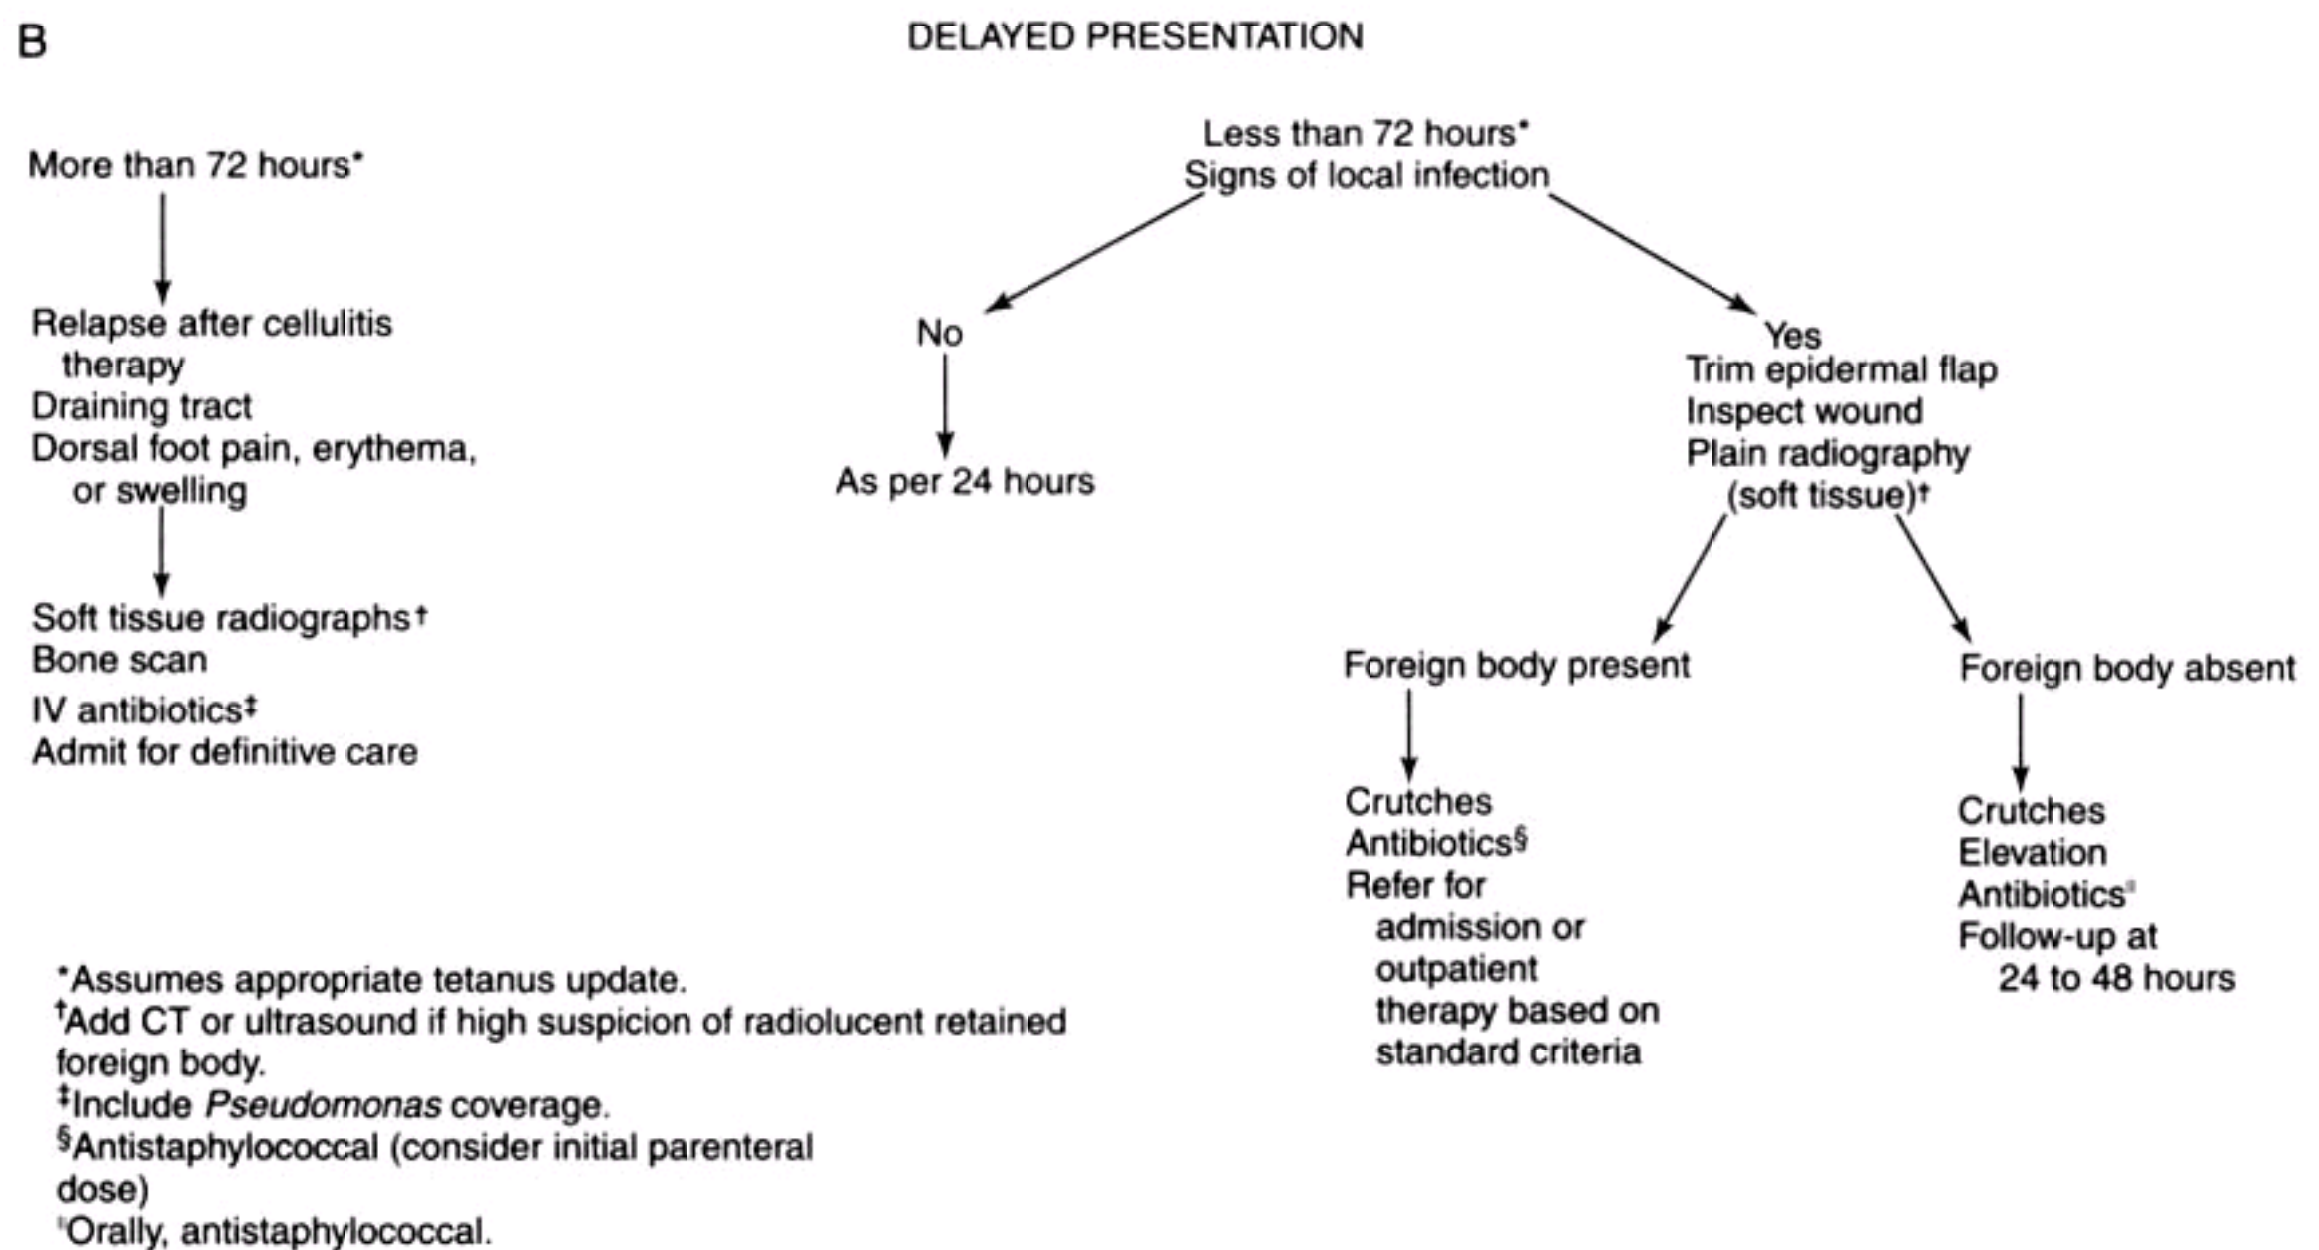 B
DELAYED PRESENTATION
More than 72 hours*
Relapse after cellulitis
therapy
Draining tract
Dorsal foot pain, erythema,
or swelling
Soft tissue radiographs†
Bone scan
IV antibiotics‡
Admit for definitive care
Less than 72 hours*
Signs of local infection
No
As per 24 hours
Yes
Trim epidermal flap
Inspect wound
Plain radiography
(soft tissue)†
Foreign body present
Crutches
Antibiotics§
Refer for
admission or
outpatient
therapy based on
standard criteria
Foreign body absent
Crutches
Elevation
Antibiotics‖
Follow-up at
24 to 48 hours
*Assumes appropriate tetanus update.
†Add CT or ultrasound if high suspicion of radiolucent retained
foreign body.
‡Include Pseudomonas coverage.
§Antistaphylococcal (consider initial parenteral
dose)
‖Orally, antistaphylococcal.